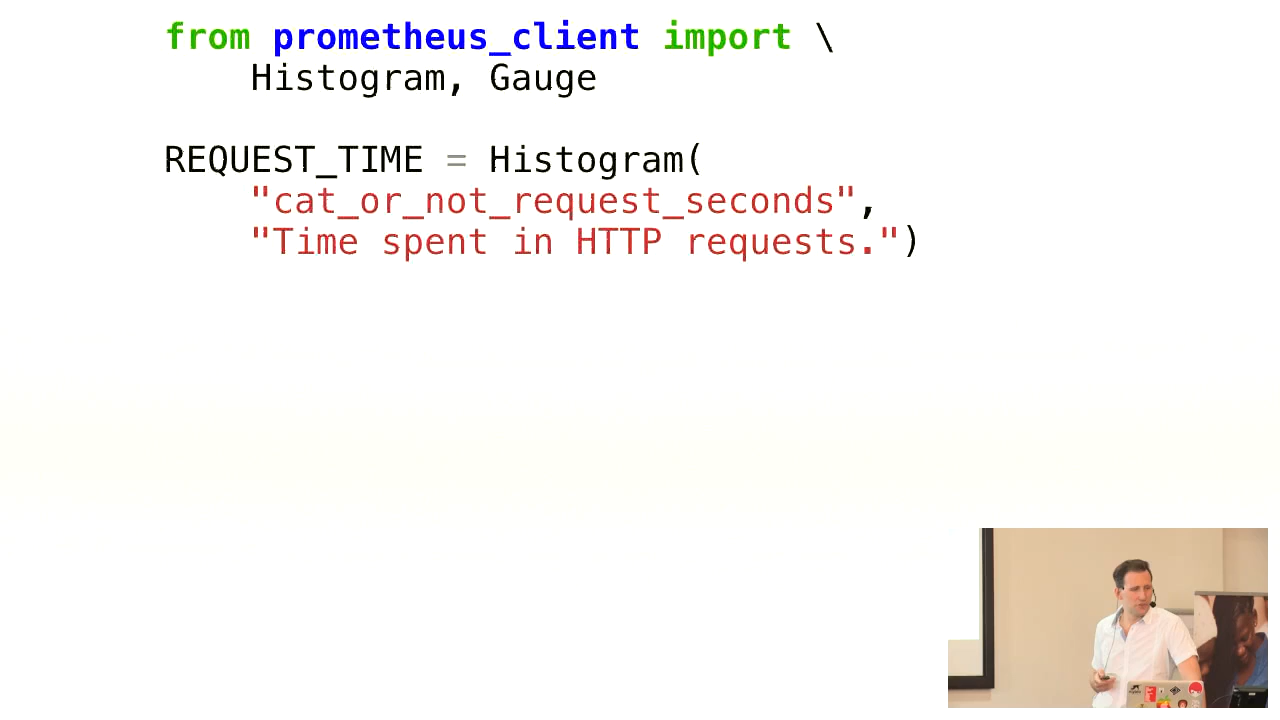 from prometheus_client import \
Histogram, Gauge
REQUEST_TIME = Histogram(
"cat_or_not_request_seconds",
"Time spent in HTTP requests.")